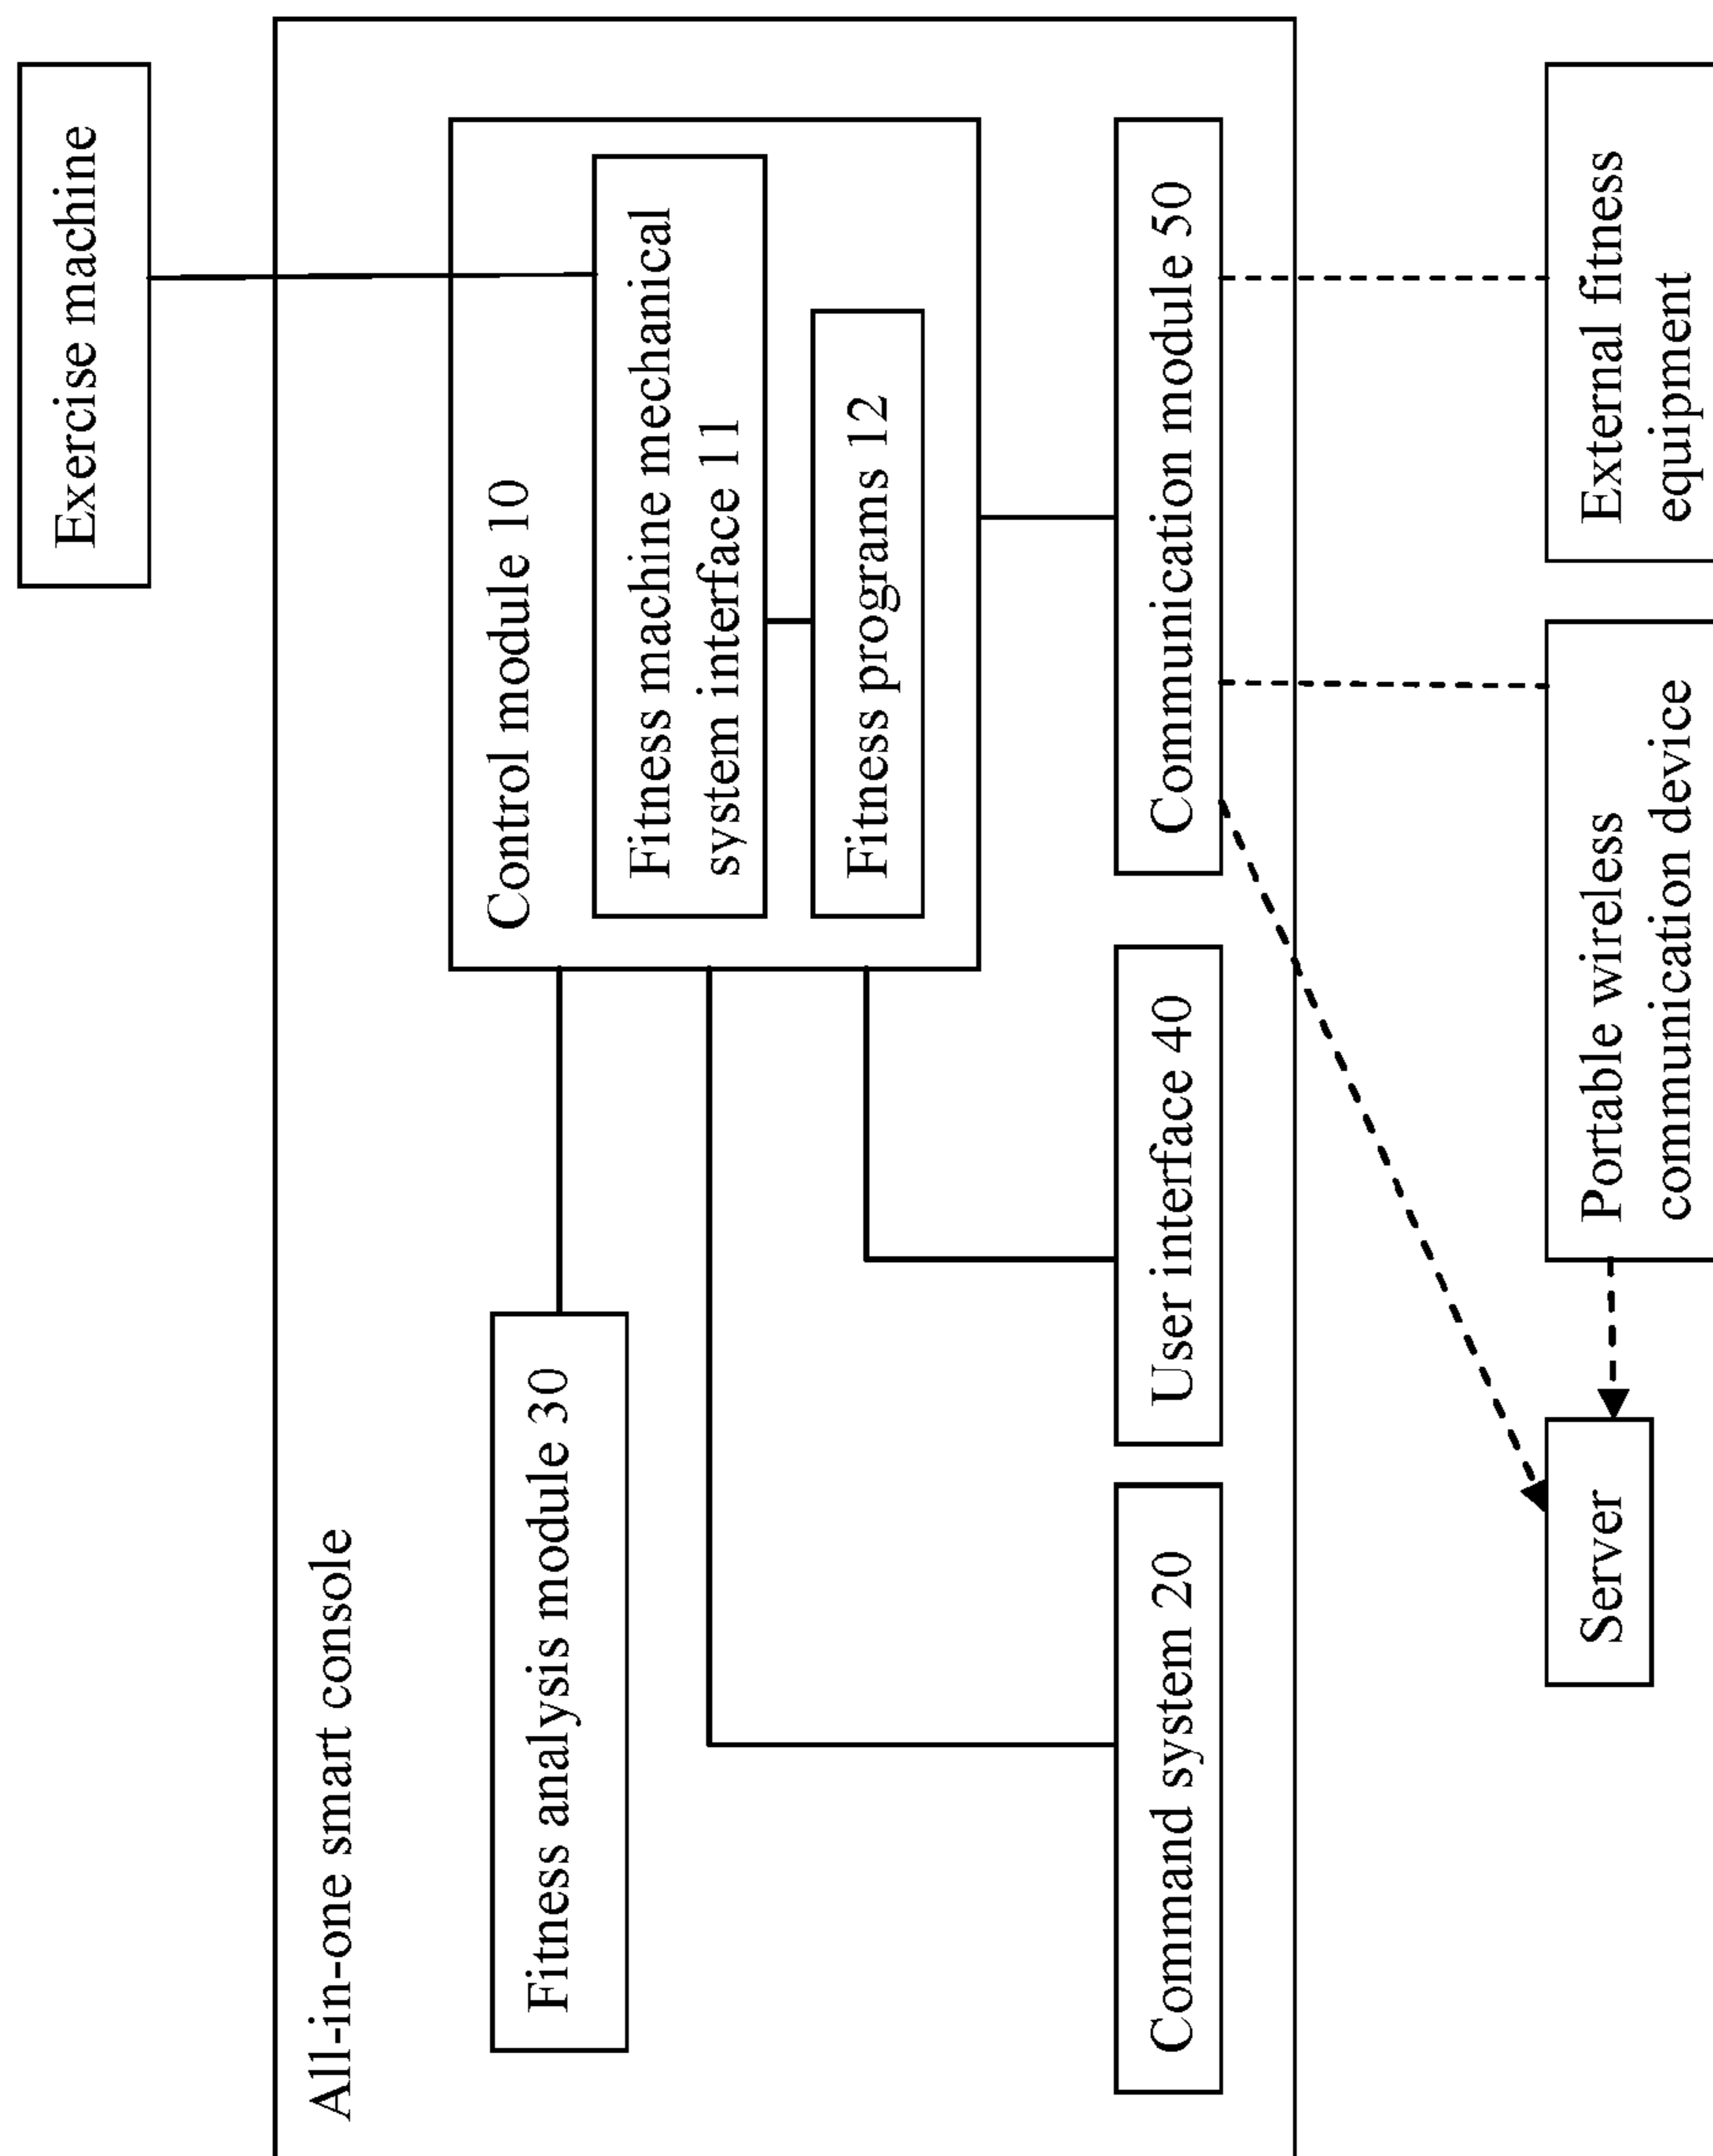 All-in-one smart console
Exercise machine
Fitness analysis module 30
Control module 10
Fitness machine mechanical
system interface 11
Fitness programs 12
Command system 20
User interface 40
Communication module 50
Server
Portable wireless
communication device
External fitness
equipment